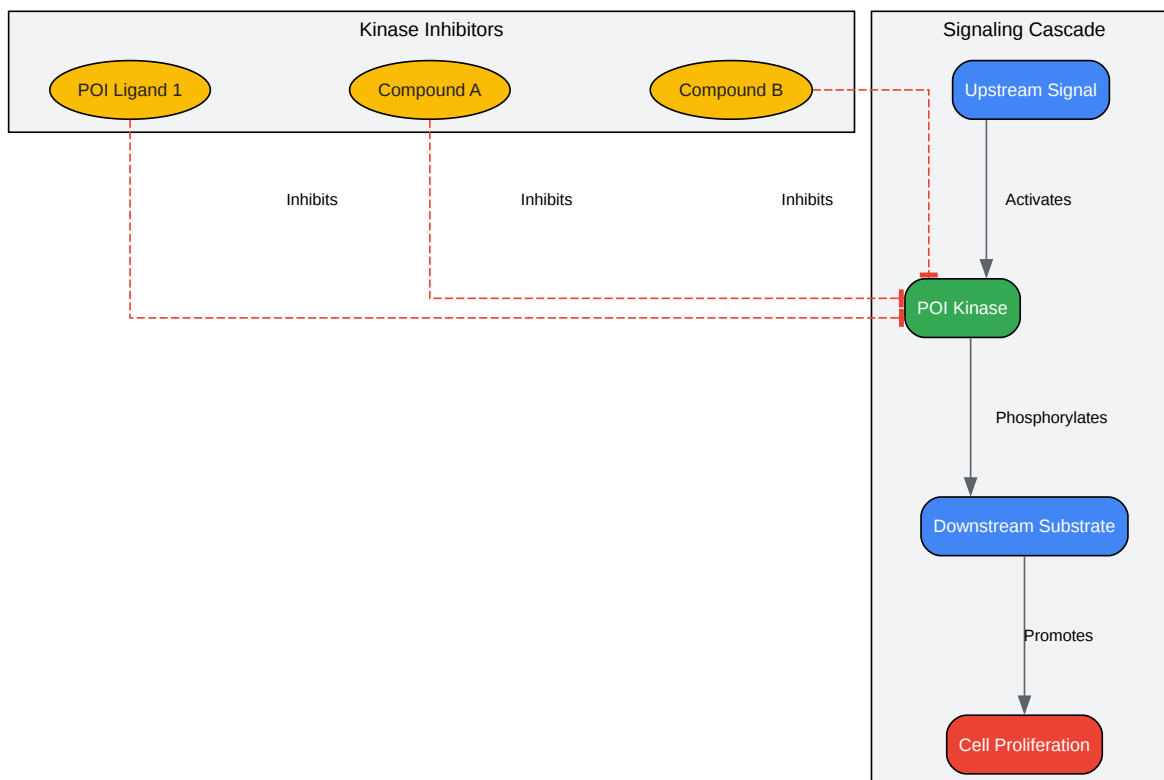 Kinase Inhibitors
Signaling Cascade
POI Ligand 1
Compound A
Compound B
Upstream Signal
Inhibits
Inhibits
Inhibits
Activates
POI Kinase
Phosphorylates
Downstream Substrate
Promotes
Cell Proliferation